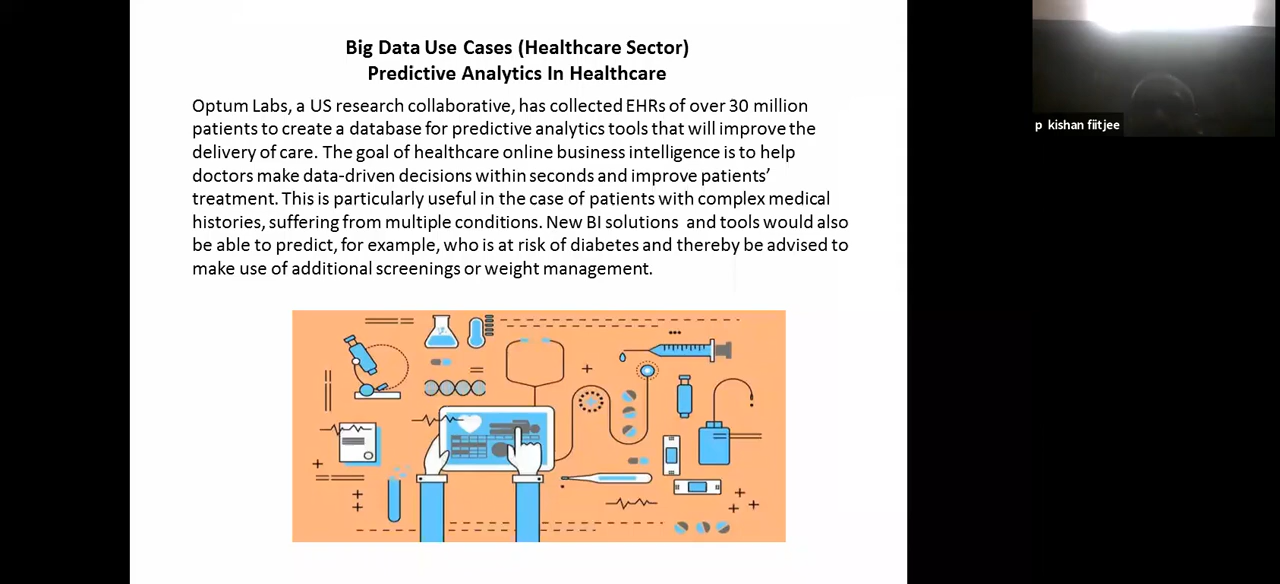 Big Data Use Cases (Healthcare Sector)
Predictive Analytics In Healthcare
Optum Labs, a US research collaborative, has collected EHRs of over 30 million
patients to create a database for predictive analytics tools that will improve the
delivery of care. The goal of healthcare online business intelligence is to help
doctors make data-driven decisions within seconds and improve patients’
treatment. This is particularly useful in the case of patients with complex medical
histories, suffering from multiple conditions. New BI solutions  and tools would also
be able to predict, for example, who is at risk of diabetes and thereby be advised to
make use of additional screenings or weight management.
p kishan fiitjee